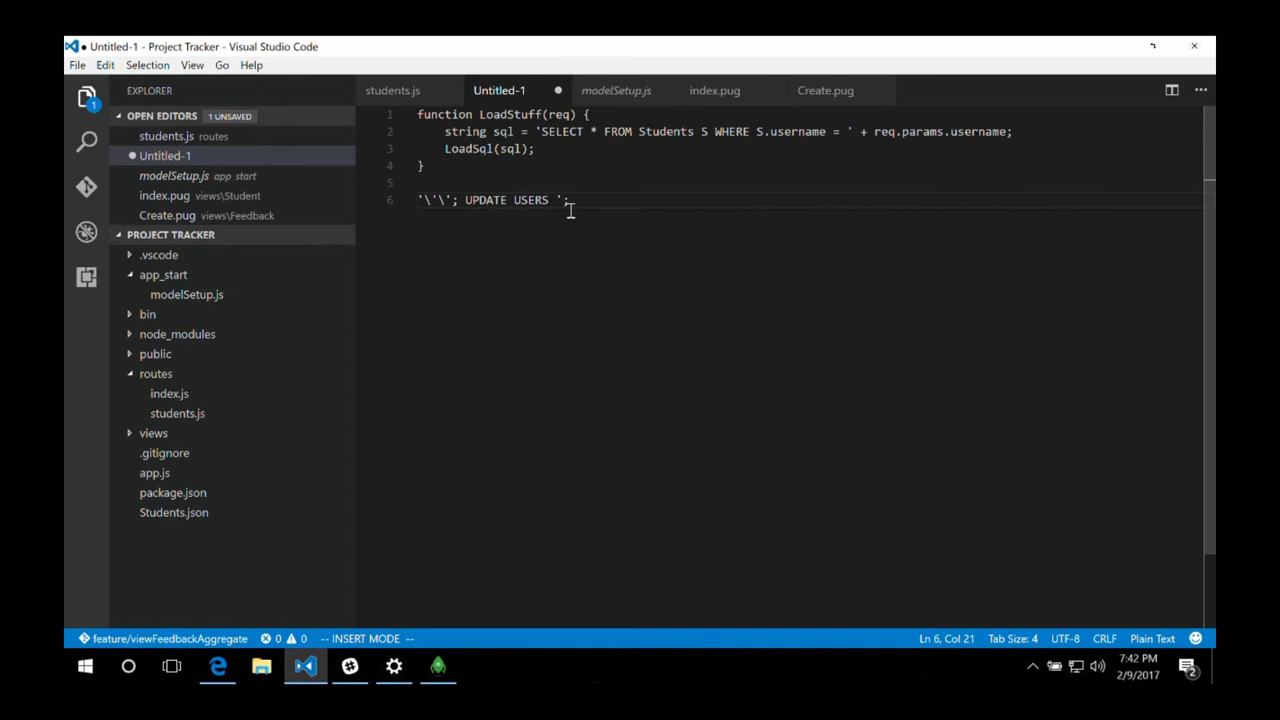 ● Untitled-1 - Project Tracker - Visual Studio Code
File Edit Selection View Go Help
EXPLORER
students.js Untitled-1 ● modelSetup.js index.pug Create.pug
1
OPEN EDITORS 1 UNSAVED
students.js routes
● Untitled-1
modelSetup.js app start
index.pug views\Student
Create.pug views\Feedback
PROJECT TRACKER
.vscode
app_start
modelSetup.js
bin
node_modules
public
routes
index.js
students.js
views
.gitignore
app.js
package.json
Students.json
1 function LoadStuff(req) {
2 string sql = 'SELECT * FROM Students S WHERE S.username = ' + req.params.username;
3 LoadSql(sql);
4 }
5
6 '\'\'; UPDATE USERS ';
feature/viewFeedbackAggregate 0 0 -- INSERT MODE -- Ln 6, Col 21 Tab Size: 4 UTF-8 CRLF Plain Text
7:42 PM
2/9/2017
2